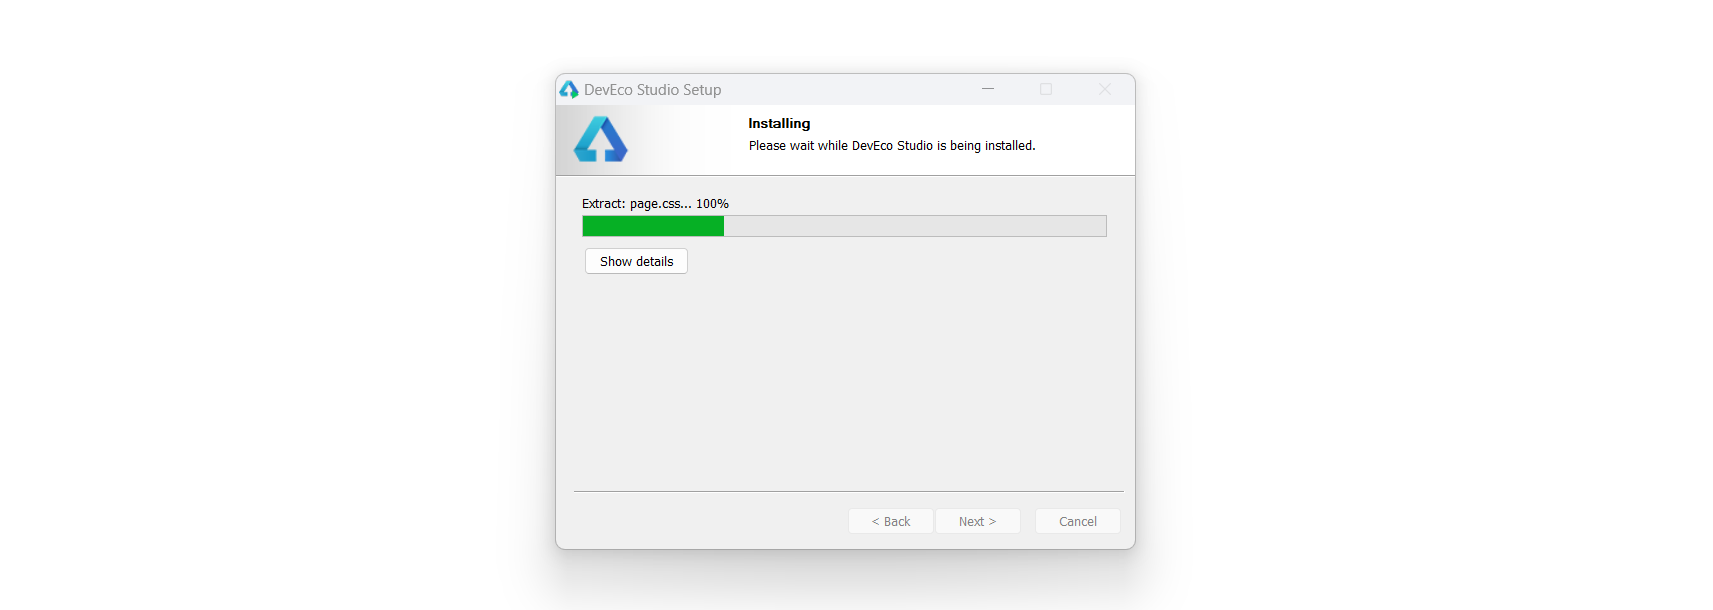 DevEco Studio Setup
Installing
Please wait while DevEco Studio is being installed.
Extract: page.css... 100%
Show details
< Back
Next >
Cancel